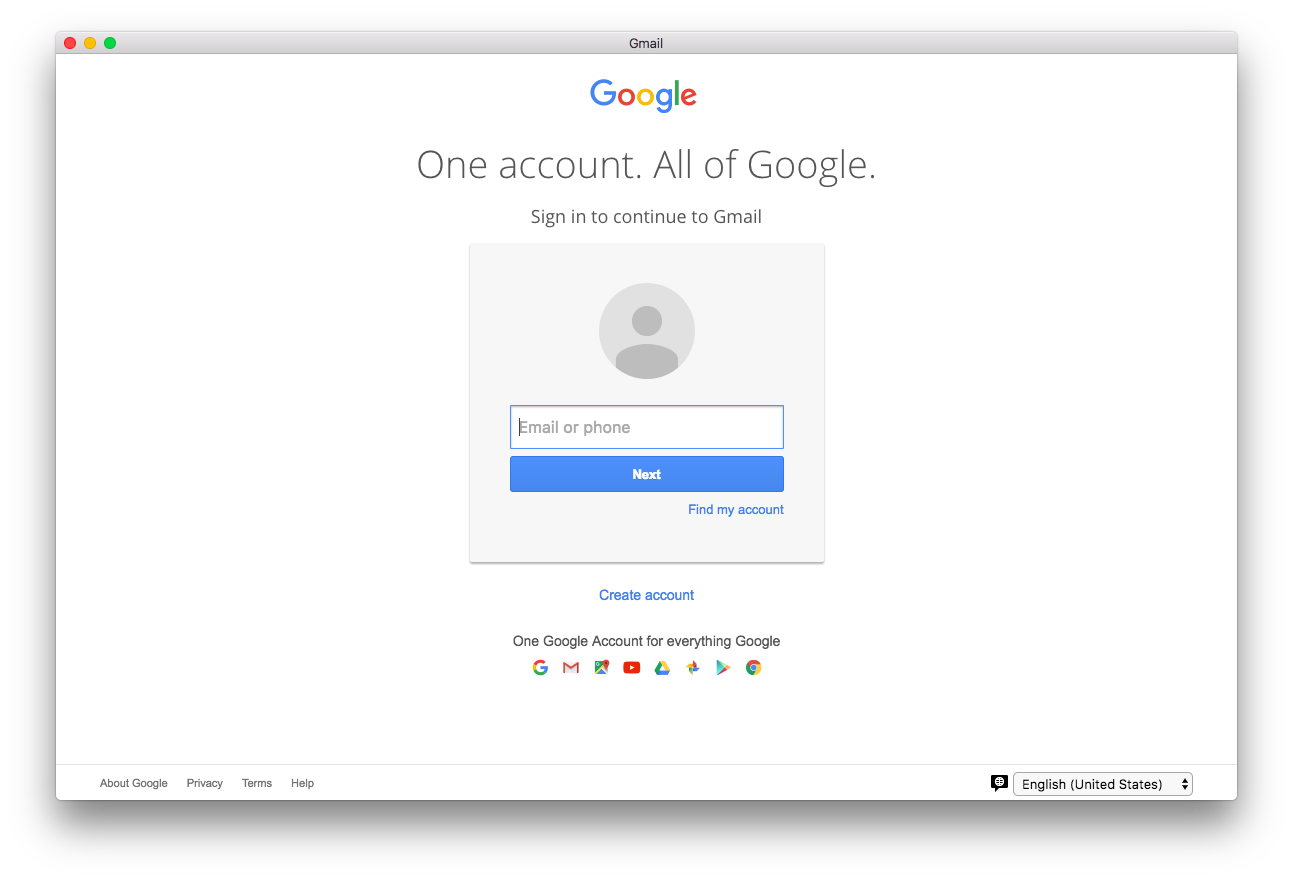 Gmail
Google
One account. All of Google.
Sign in to continue to Gmail
Email or phone
Next
Find my account
Create account
One Google Account for everything Google
About Google Privacy Terms Help English (United States)